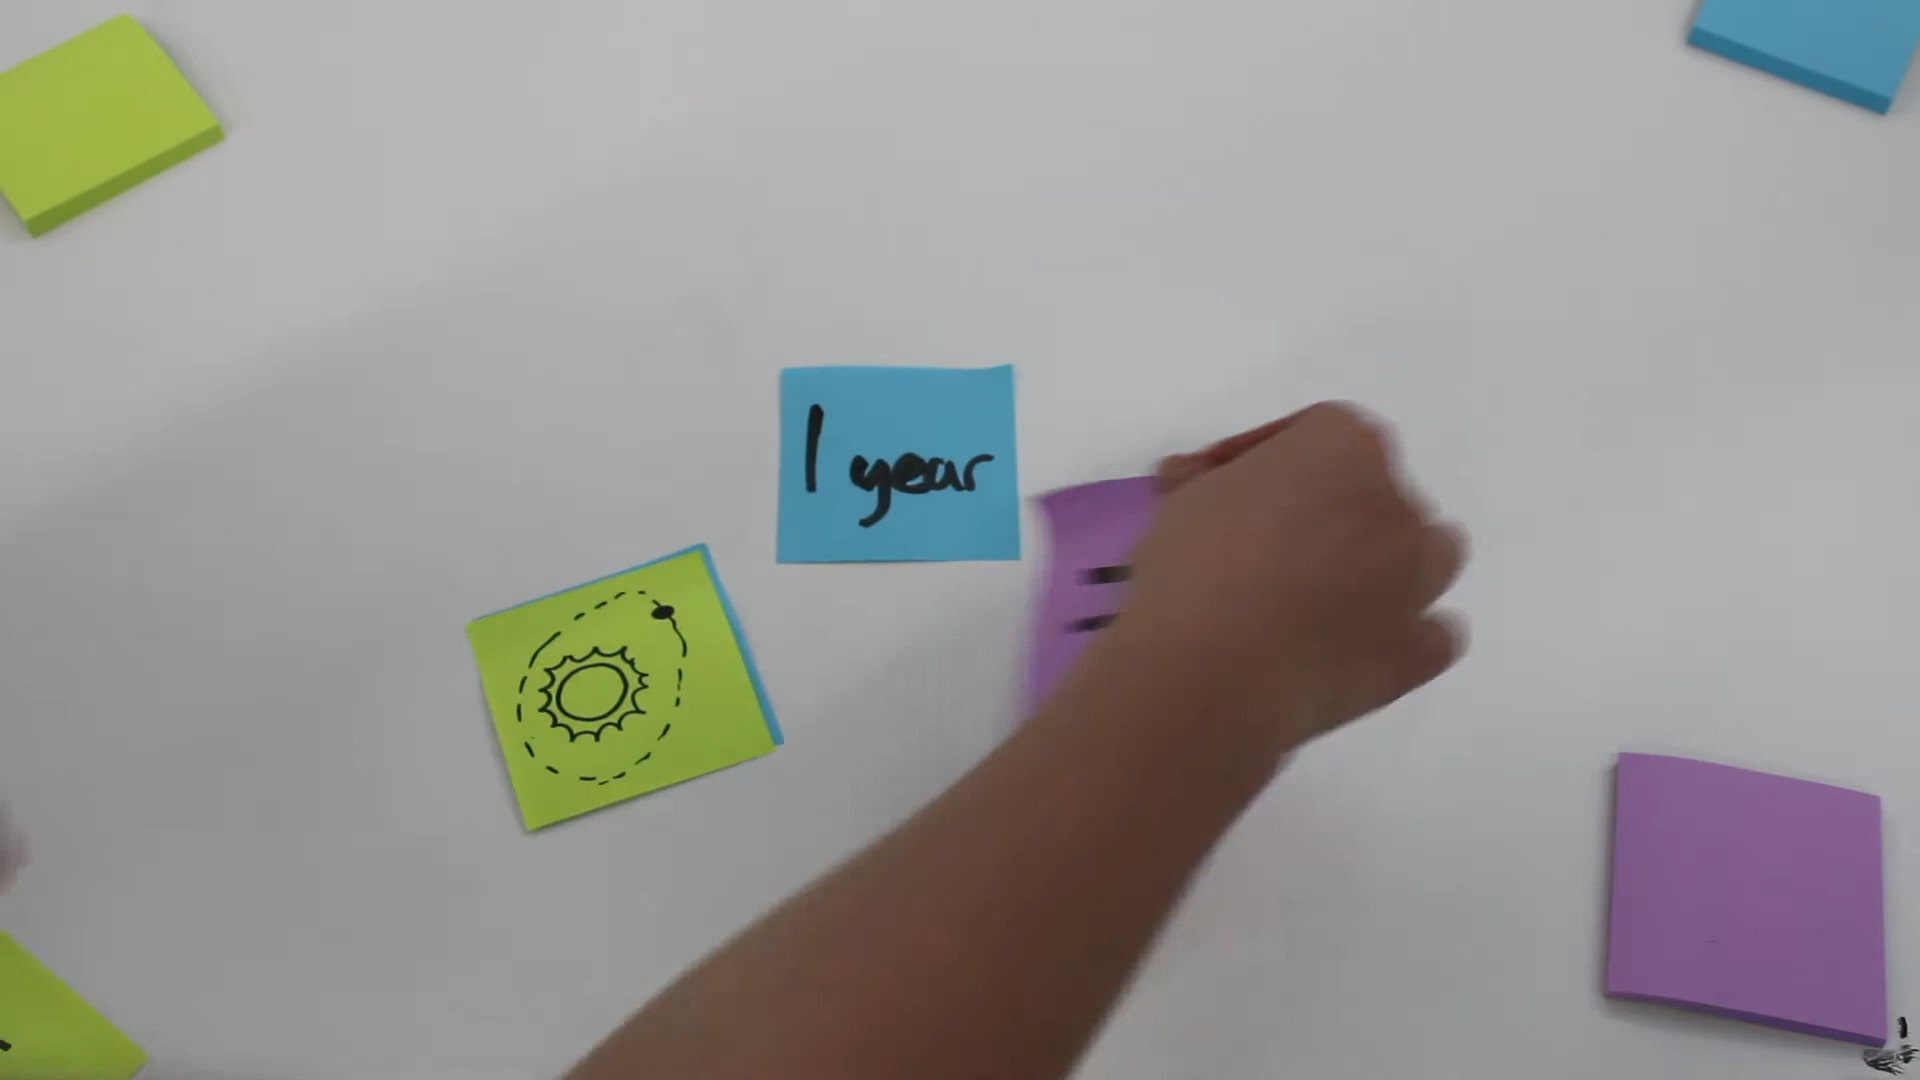 1 year
=